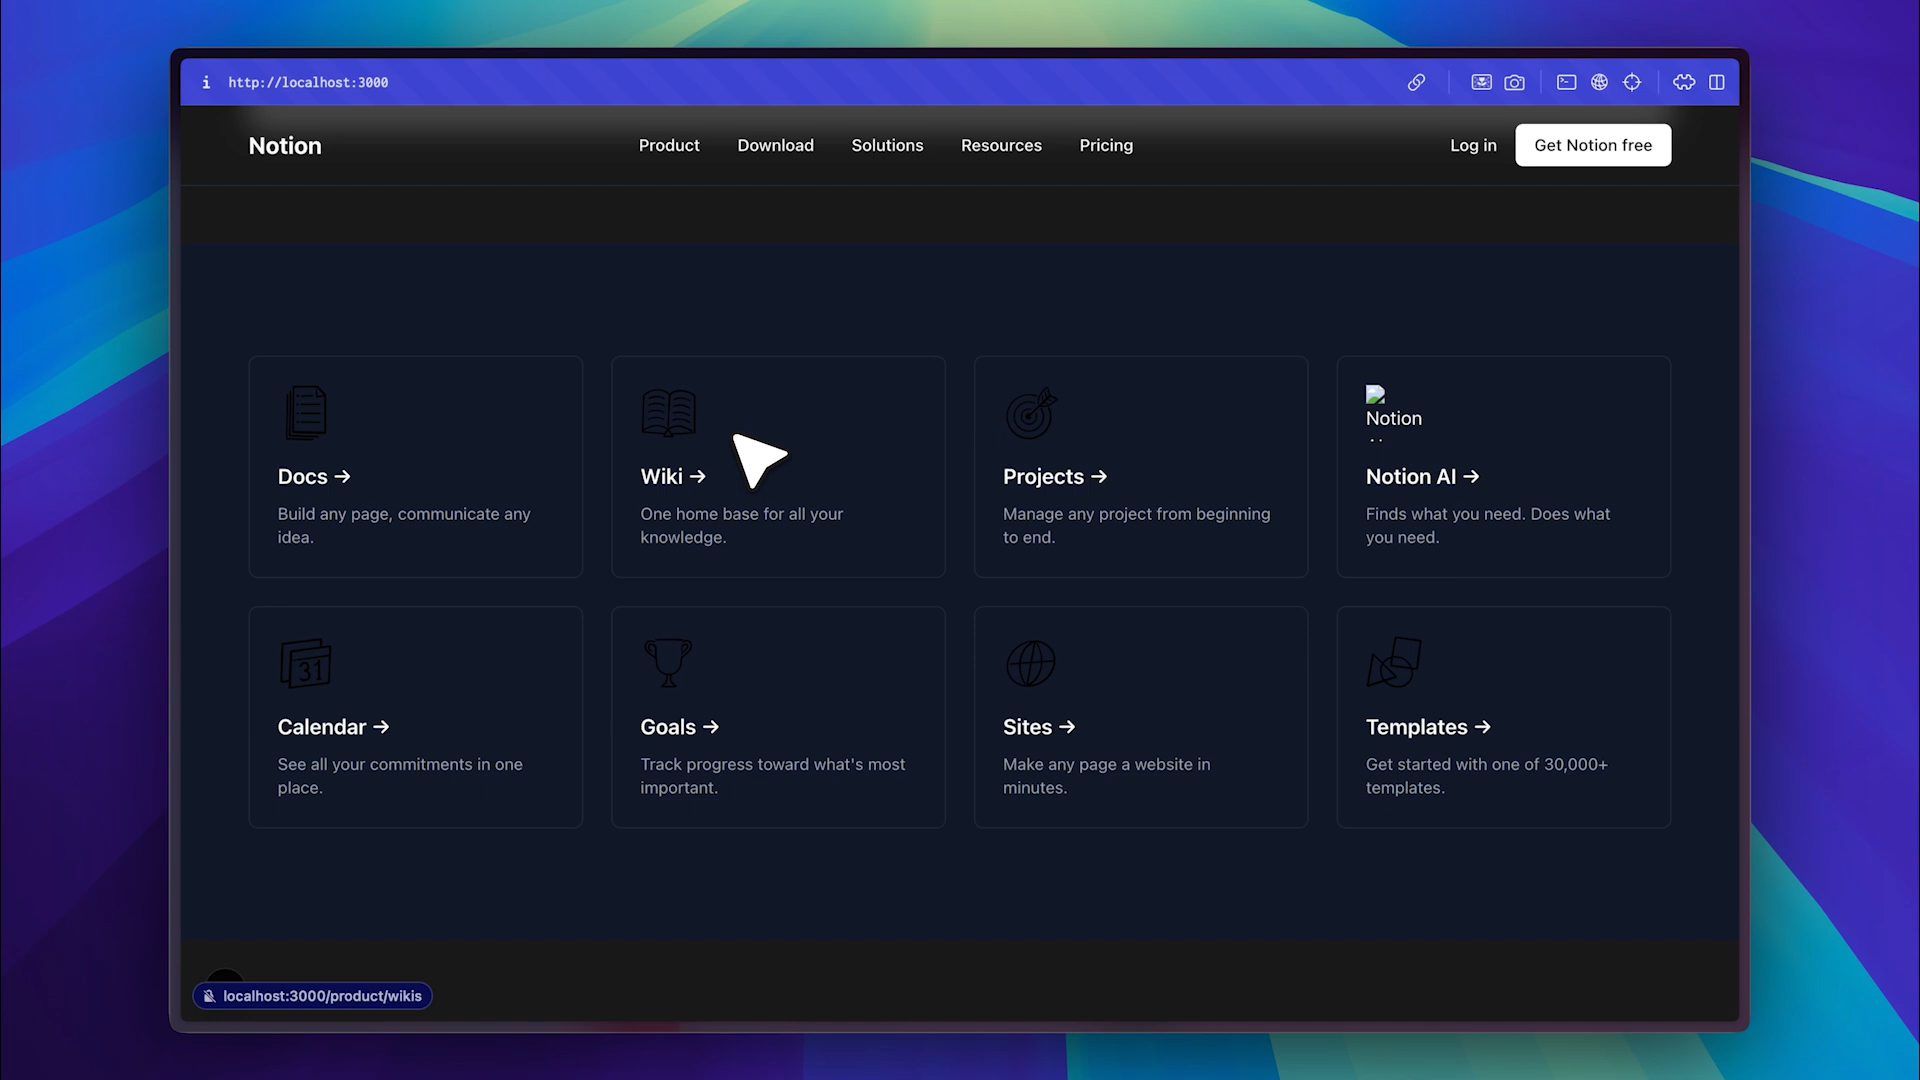 http://localhost:3000
Notion
Product
Download
Solutions
Resources
Pricing
Log in
Get Notion free
Docs →
Build any page, communicate any
idea.
Wiki →
One home base for all your
knowledge.
Projects →
Manage any project from beginning
to end.
Notion
Notion AI →
Finds what you need. Does what
you need.
31
Calendar →
See all your commitments in one
place.
Goals →
Track progress toward what's most
important.
Sites →
Make any page a website in
minutes.
Templates →
Get started with one of 30,000+
templates.
localhost:3000/product/wikis